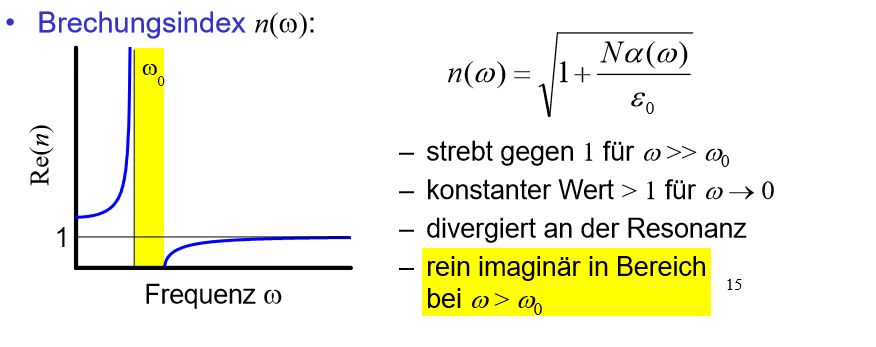 • Brechungsindex n(ω):
ω₀
Re(n)
1
Frequenz ω
n(ω) = √(1 + Nα(ω)/ε₀)
– strebt gegen 1 für ω >> ω₀
– konstanter Wert > 1 für ω → 0
– divergiert an der Resonanz
– rein imaginär in Bereich
bei ω > ω₀
15